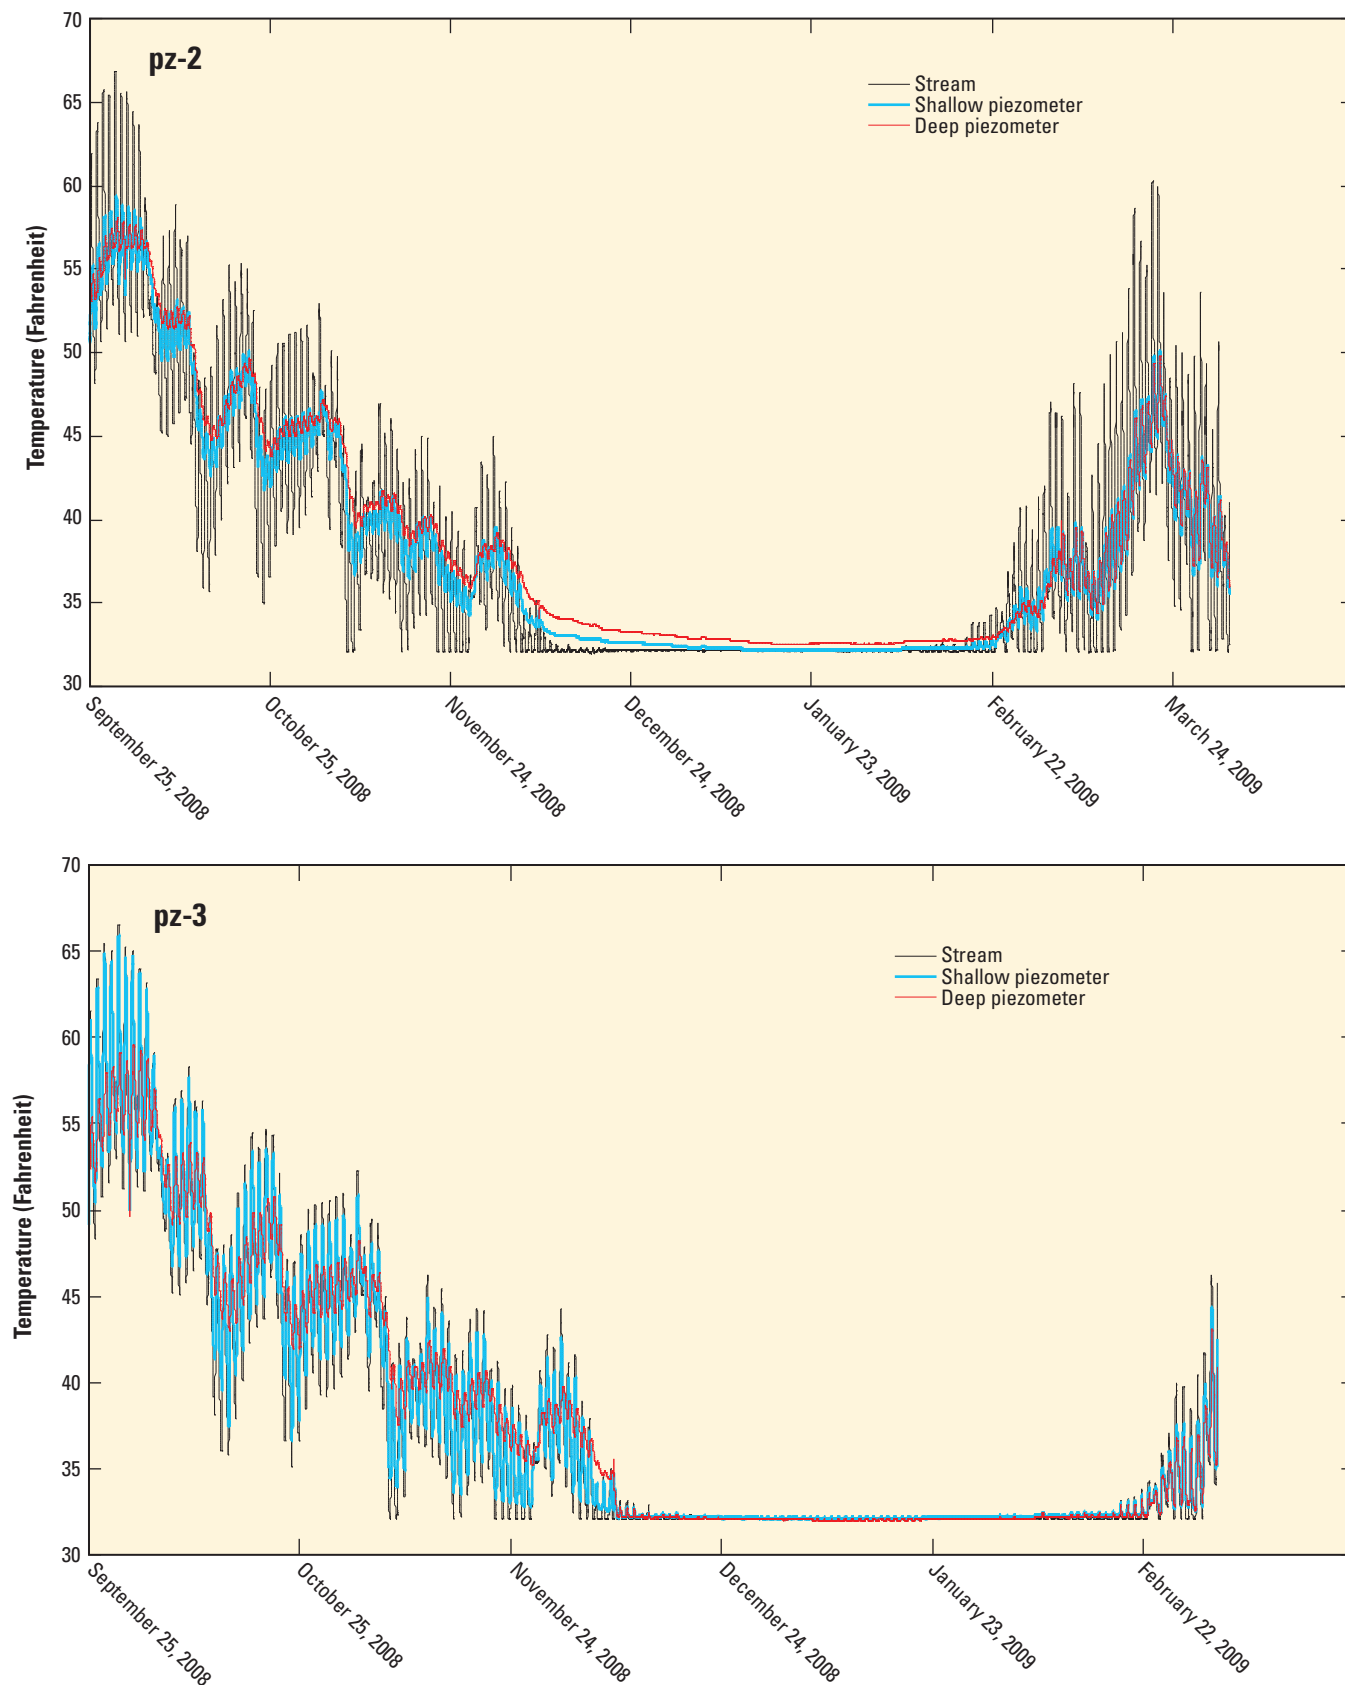 70
pz-2
Stream
Shallow piezometer
Deep piezometer
65
60
55
50
45
40
35
30
Temperature (Fahrenheit)
September 25, 2008
October 25, 2008
November 24, 2008
December 24, 2008
January 23, 2009
February 22, 2009
March 24, 2009
70
pz-3
Stream
Shallow piezometer
Deep piezometer
65
60
55
50
45
40
35
30
Temperature (Fahrenheit)
September 25, 2008
October 25, 2008
November 24, 2008
December 24, 2008
January 23, 2009
February 22, 2009